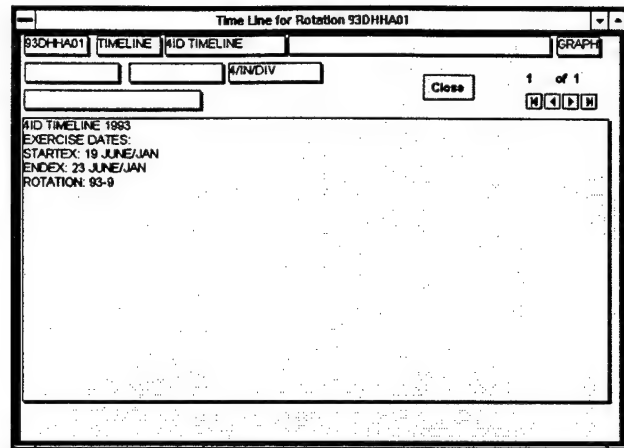 Time Line for Rotation 93DHHA01
93DHHA01 TIMELINE 4ID TIMELINE GRAPH
4/IN/DIV
Close
1 of 1
4ID TIMELINE 1993
EXERCISE DATES:
STARTEX: 19 JUNE/JAN
ENDEX: 23 JUNE/JAN
ROTATION: 93-9